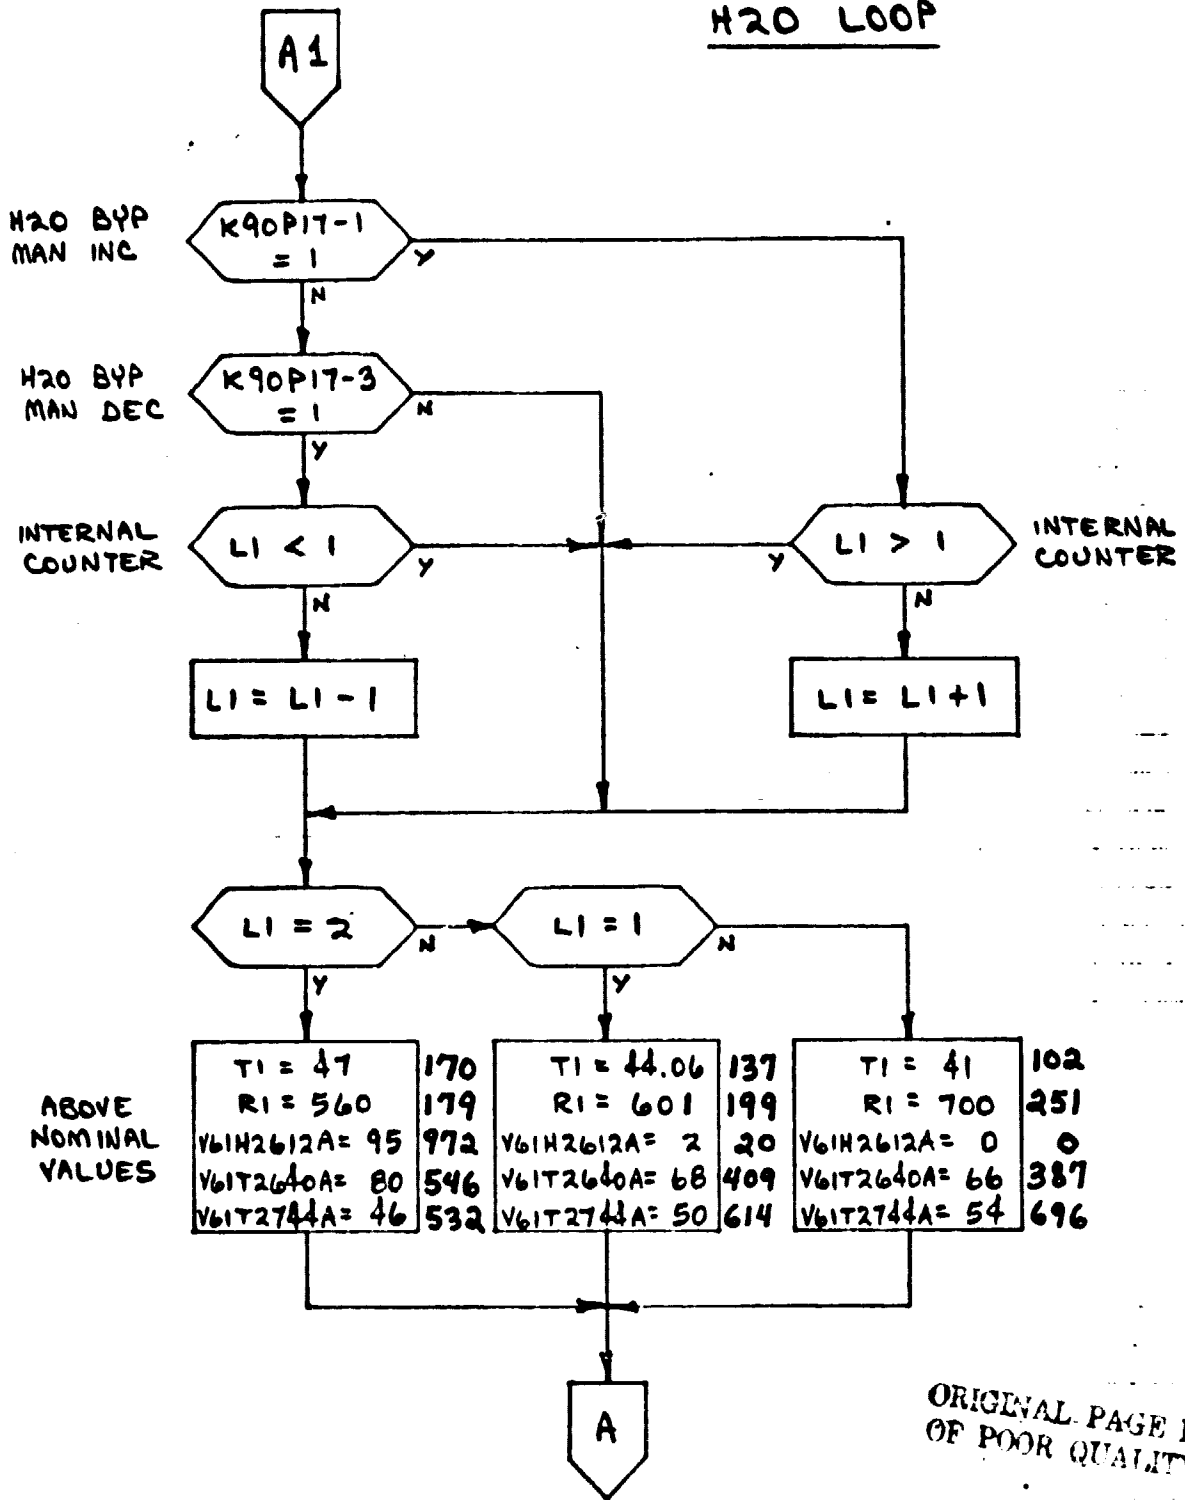 H20 LOOP
A1
H20 BYP
MAN INC
K90P17-1
= 1
Y
N
H20 BYP
MAN DEC
K90P17-3
= 1
N
Y
INTERNAL
COUNTER
L1 < 1
Y
N
L1 > 1
Y
N
INTERNAL
COUNTER
L1 = L1 - 1
L1 = L1 + 1
L1 = 2
N
Y
L1 = 1
N
Y
ABOVE
NOMINAL
VALUES
T1 = 47 170
R1 = 560 179
V61H2612A = 95 972
V61T2640A = 80 546
V61T2744A = 46 532
T1 = 44.06 137
R1 = 601 199
V61H2612A = 2 20
V61T2640A = 68 409
V61T2744A = 50 614
T1 = 41 102
R1 = 700 251
V61H2612A = 0 0
V61T2640A = 66 387
V61T2744A = 54 696
A
ORIGINAL PAGE
OF POOR QUALITY